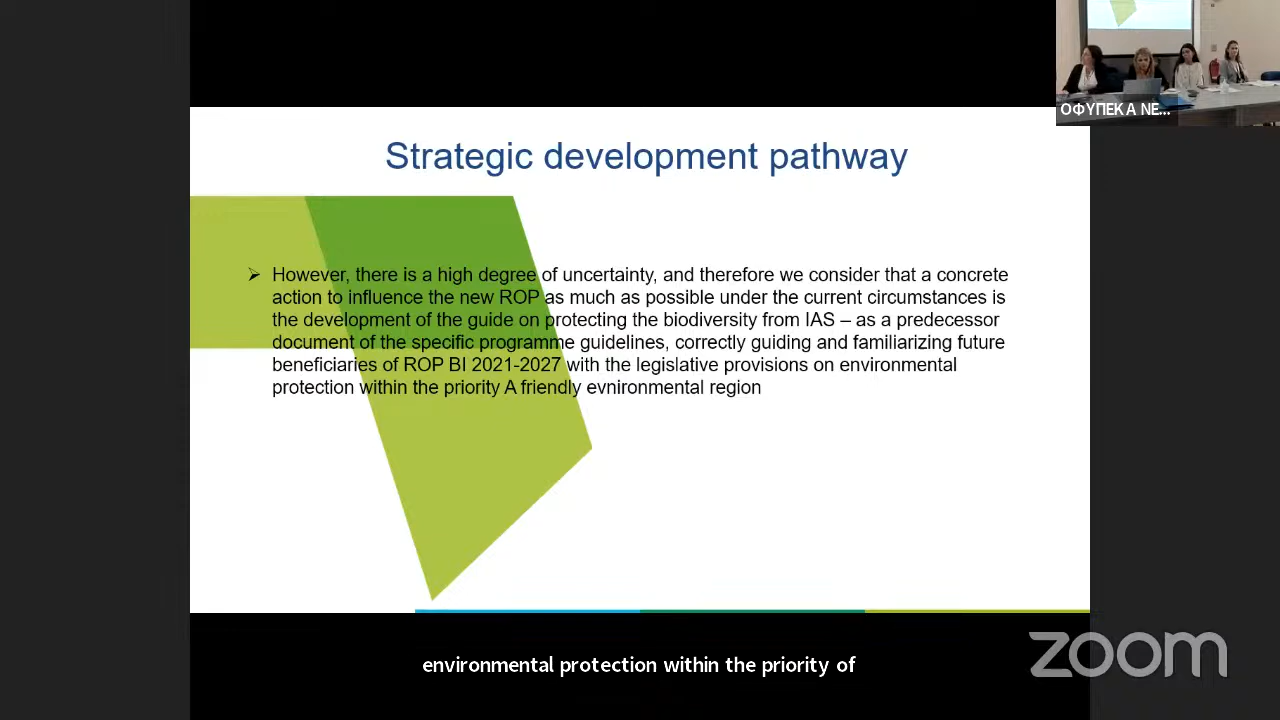 ΟΦΥΠΕΚΑ ΝΕ...
Strategic development pathway
➢ However, there is a high degree of uncertainty, and therefore we consider that a concrete
action to influence the new ROP as much as possible under the current circumstances is
the development of the guide on protecting the biodiversity from IAS – as a predecessor
document of the specific programme guidelines, correctly guiding and familiarizing future
beneficiaries of ROP BI 2021-2027 with the legislative provisions on environmental
protection within the priority A friendly evnironmental region
environmental protection within the priority of
zoom